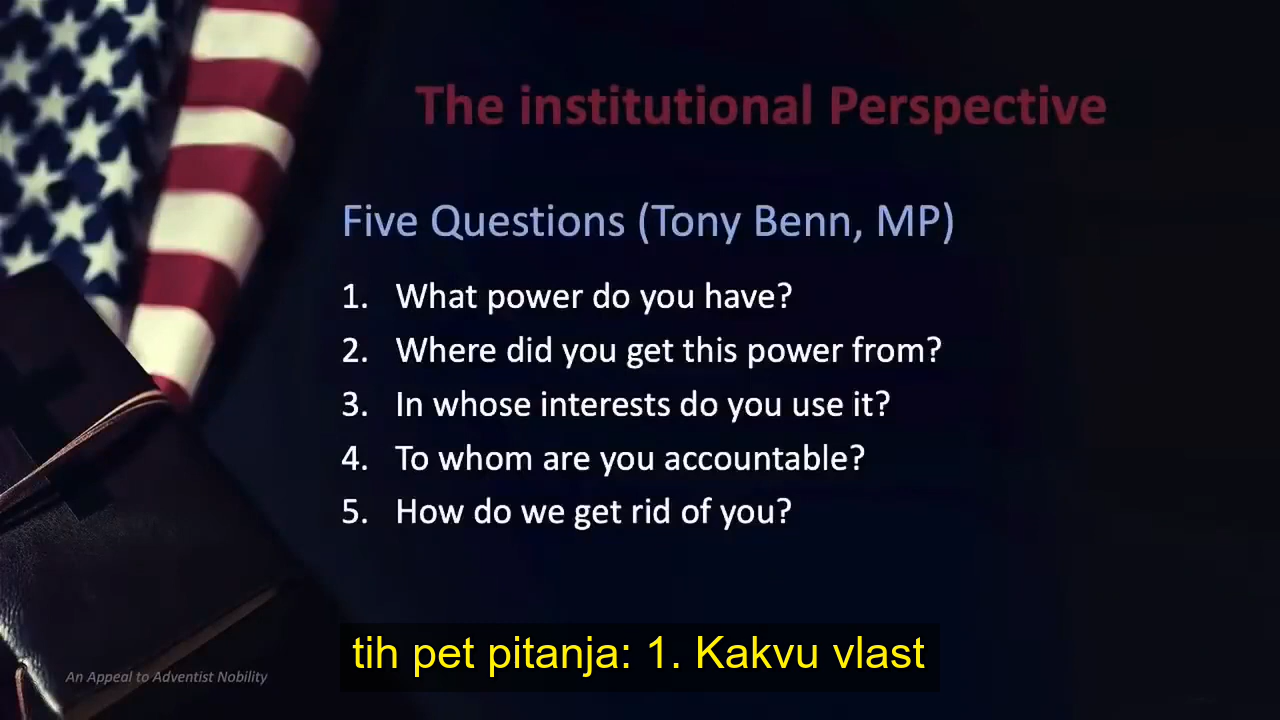 The institutional Perspective
Five Questions (Tony Benn, MP)
1. What power do you have?
2. Where did you get this power from?
3. In whose interests do you use it?
4. To whom are you accountable?
5. How do we get rid of you?
tih pet pitanja: 1. Kakvu vlast
An Appeal to Adventist Nobility